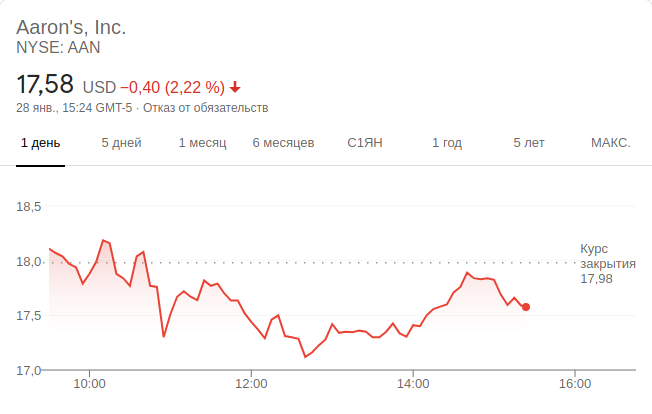 Aaron's, Inc.
NYSE: AAN
17,58 USD −0,40 (2,22 %)
28 янв., 15:24 GMT-5 · Отказ от обязательств
1 день 5 дней 1 месяц 6 месяцев С1ЯН 1 год 5 лет МАКС.
18,5
18,0
17,5
17,0
Курс
закрытия
17,98
10:00 12:00 14:00 16:00